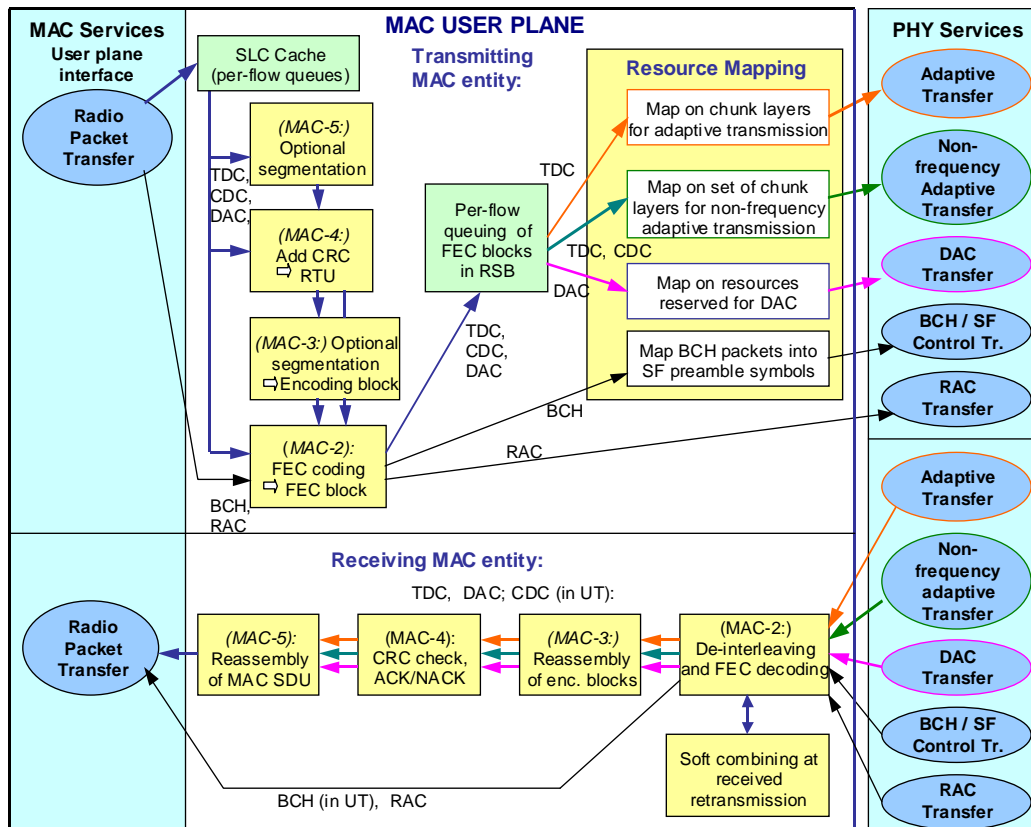 MAC Services
User plane
interface
Radio
Packet
Transfer
MAC USER PLANE
SLC Cache
(per-flow queues)
Transmitting
MAC entity:
(MAC-5:)
Optional
segmentation
TDC,
CDC,
DAC,
(MAC-4:)
Add CRC
⇨ RTU
(MAC-3:) Optional
segmentation
⇨Encoding block
(MAC-2):
FEC coding
⇨ FEC block
BCH,
RAC
Per-flow
queuing of
FEC blocks
in RSB
TDC,
CDC,
DAC
TDC
TDC, CDC
DAC
BCH
RAC
Resource Mapping
Map on chunk layers
for adaptive transmission
Map on set of chunk
layers for non-frequency
adaptive transmission
Map on resources
reserved for DAC
Map BCH packets into
SF preamble symbols
PHY Services
Adaptive
Transfer
Non-
frequency
Adaptive
Transfer
DAC
Transfer
BCH / SF
Control Tr.
RAC
Transfer
Receiving MAC entity:
TDC, DAC; CDC (in UT):
Radio
Packet
Transfer
(MAC-5):
Reassembly
of MAC SDU
(MAC-4):
CRC check,
ACK/NACK
(MAC-3:)
Reassembly
of enc. blocks
(MAC-2:)
De-interleaving
and FEC decoding
Soft combining at
received
retransmission
BCH (in UT), RAC
Adaptive
Transfer
Non-
frequency
adaptive
Transfer
DAC
Transfer
BCH / SF
Control Tr.
RAC
Transfer